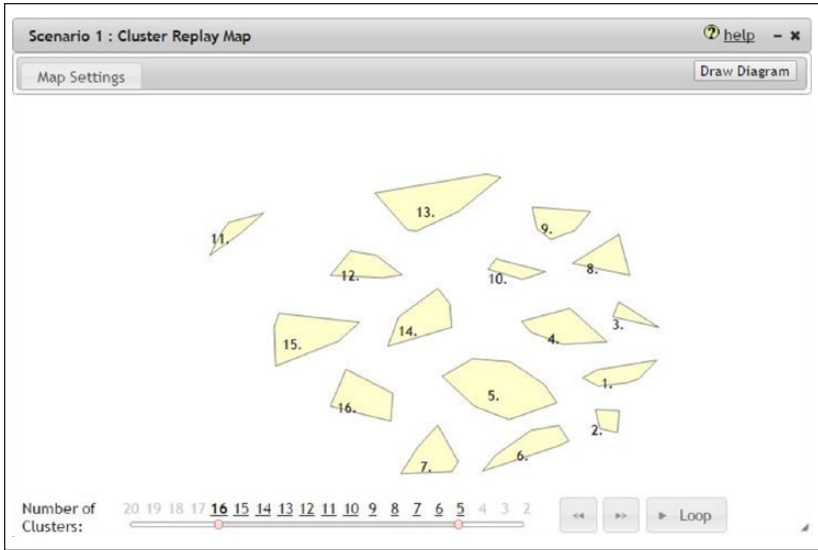 Scenario 1 : Cluster Replay Map
? help – ✖
Map Settings
Draw Diagram
13.
11.
9.
12.
10.
8.
14.
4.
3.
15.
5.
1.
16.
2.
7.
6.
Number of Clusters:
20 19 18 17 16 15 14 13 12 11 10 9 8 7 6 5 4 3 2
Loop